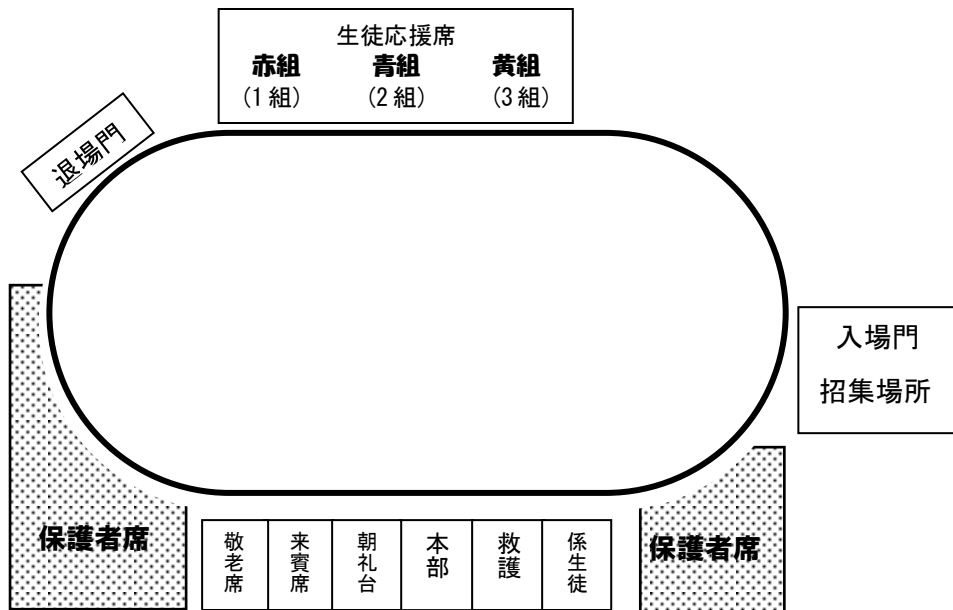 生徒応援席
赤組 青組 黄組
(1組) (2組) (3組)
退場門
入場門
招集場所
保護者席
敬老席
来賓席
朝礼台
本部
救護
係生徒
保護者席